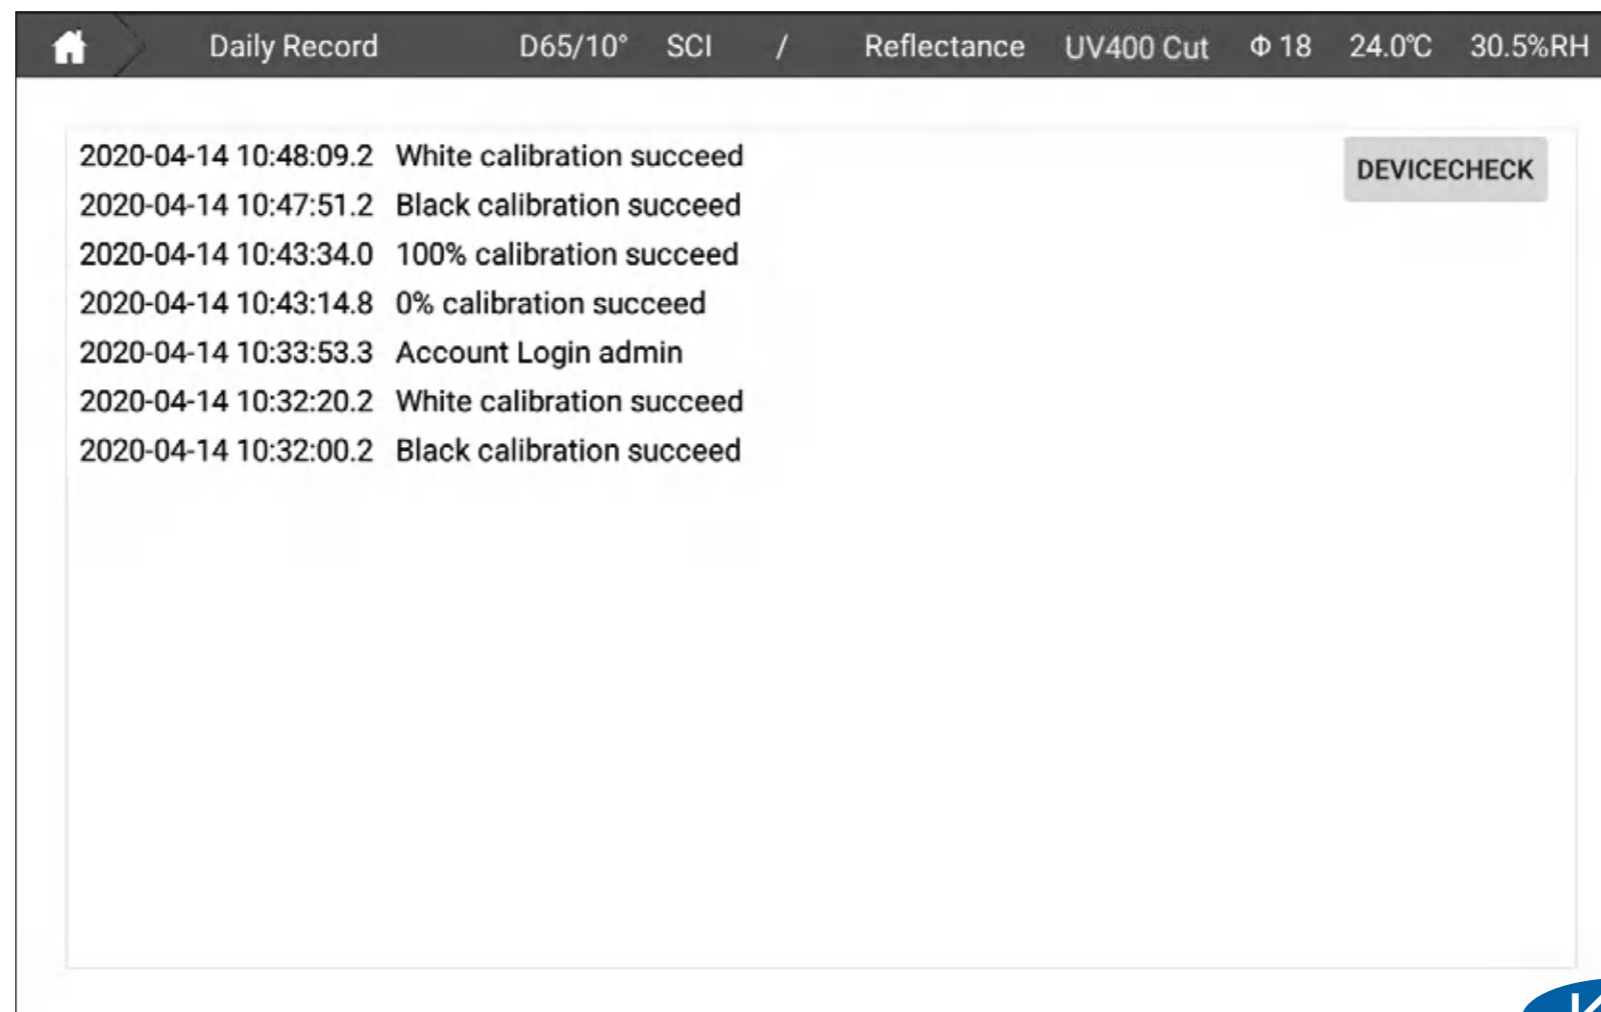 Daily Record D65/10° SCI / Reflectance UV400 Cut Φ 18 24.0℃ 30.5%RH
2020-04-14 10:48:09.2 White calibration succeed
DEVICECHECK
2020-04-14 10:47:51.2 Black calibration succeed
2020-04-14 10:43:34.0 100% calibration succeed
2020-04-14 10:43:14.8 0% calibration succeed
2020-04-14 10:33:53.3 Account Login admin
2020-04-14 10:32:20.2 White calibration succeed
2020-04-14 10:32:00.2 Black calibration succeed